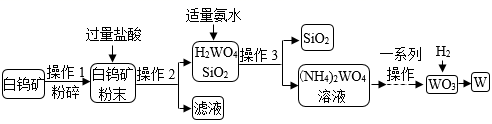 过量盐酸
适量氨水
白钨矿
操作1
粉碎
白钨矿
粉末
操作2
H₂WO₄
SiO₂
滤液
操作3
SiO₂
(NH₄)₂WO₄
溶液
一系列
操作
H₂
WO₃
W